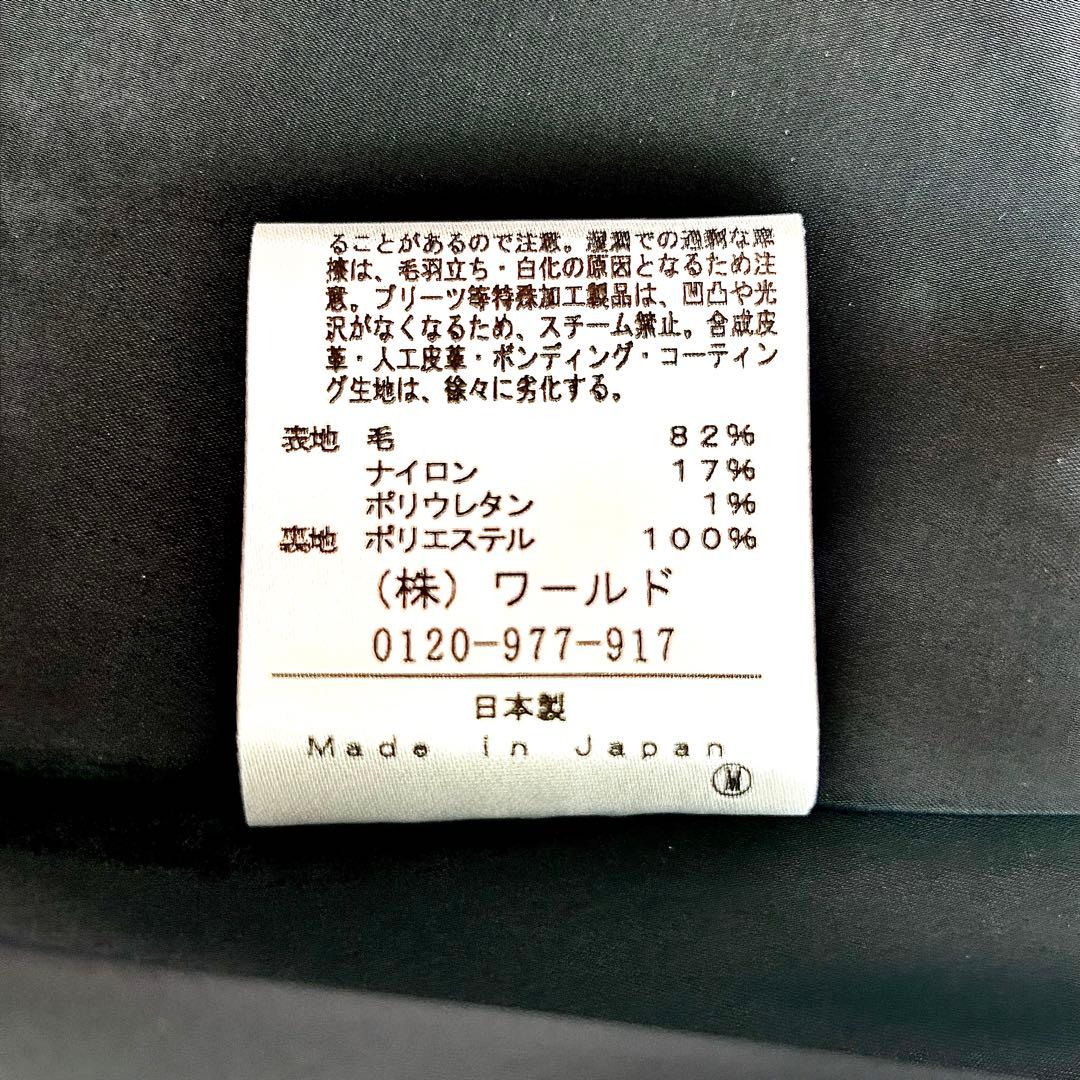 ることがあるので注意。湿潤での過剰な摩
擦は、毛羽立ち・白化の原因となるため注
意。プリーツ等特殊加工製品は、凹凸や光
沢がなくなるため、スチーム禁止。合成皮
革・人工皮革・ボンディング・コーティン
グ生地は、徐々に劣化する。
表地 毛 82%
ナイロン 17%
ポリウレタン 1%
裏地 ポリエステル 100%
(株) ワールド
0120-977-917
日本製
Made in Japan